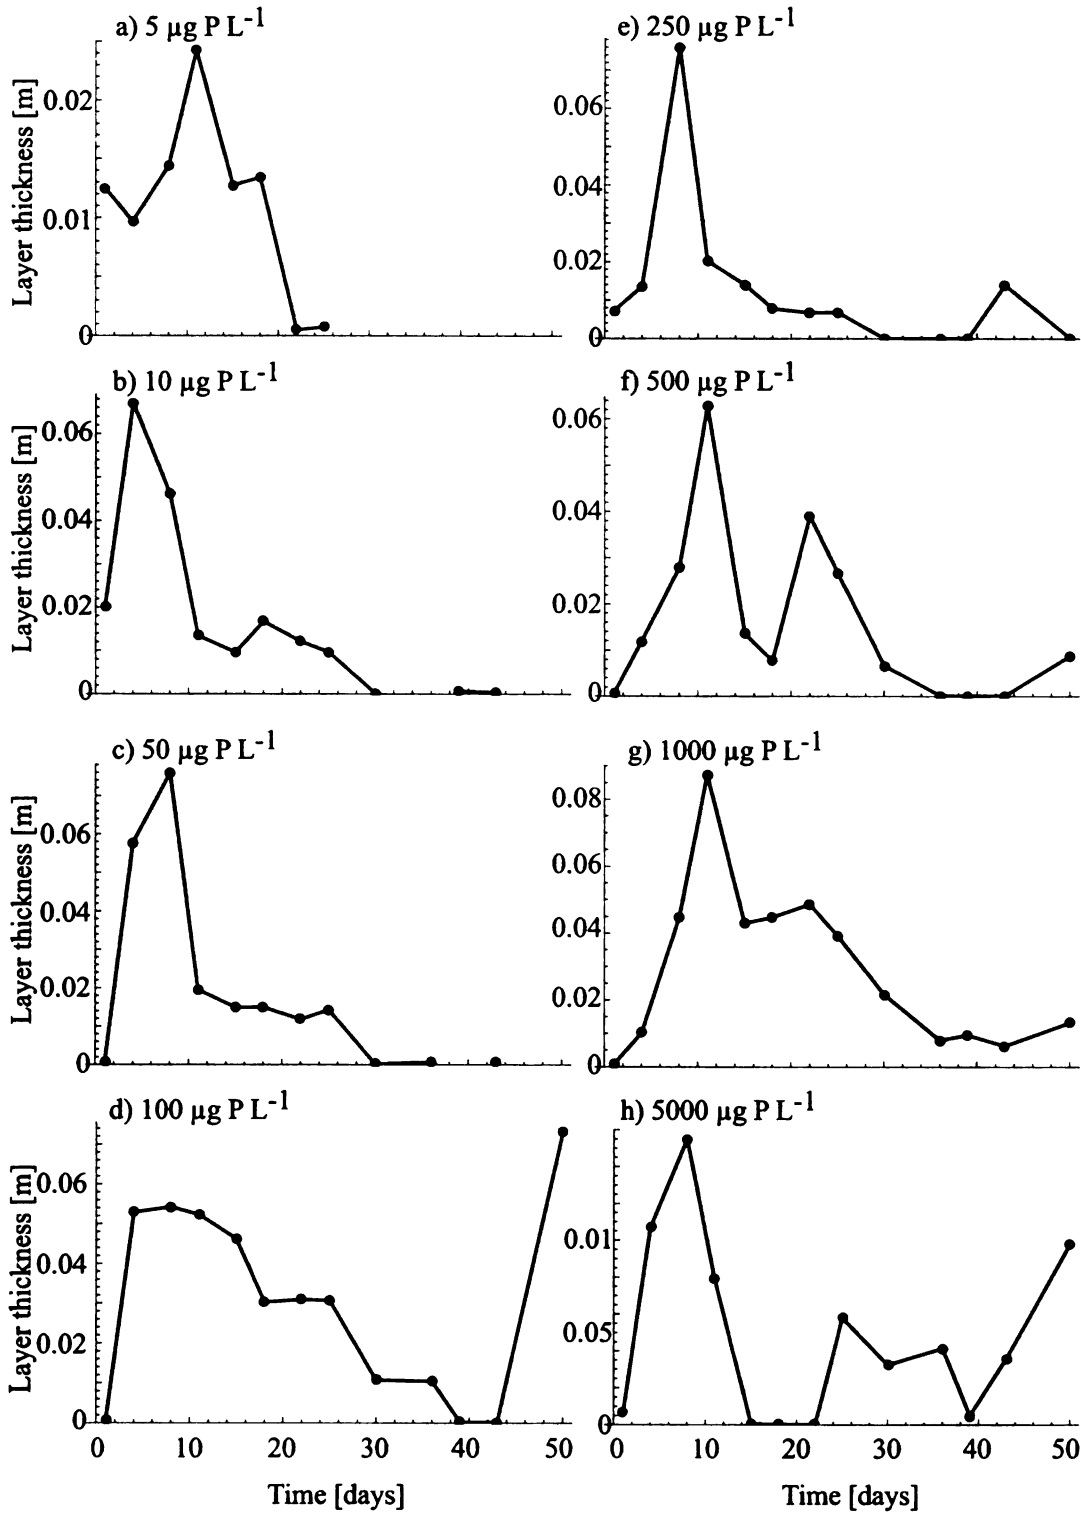 a) 5 µg P L-1
Layer thickness [m]
0.02
0.01
0
b) 10 µg P L-1
Layer thickness [m]
0.06
0.04
0.02
0
c) 50 µg P L-1
Layer thickness [m]
0.06
0.04
0.02
0
d) 100 µg P L-1
Layer thickness [m]
0.06
0.04
0.02
0
0 10 20 30 40 50
Time [days]
e) 250 µg P L-1
0.06
0.04
0.02
0
f) 500 µg P L-1
0.06
0.04
0.02
0
g) 1000 µg P L-1
0.08
0.06
0.04
0.02
0
h) 5000 µg P L-1
0.01
0.05
0
0 10 20 30 40 50
Time [days]